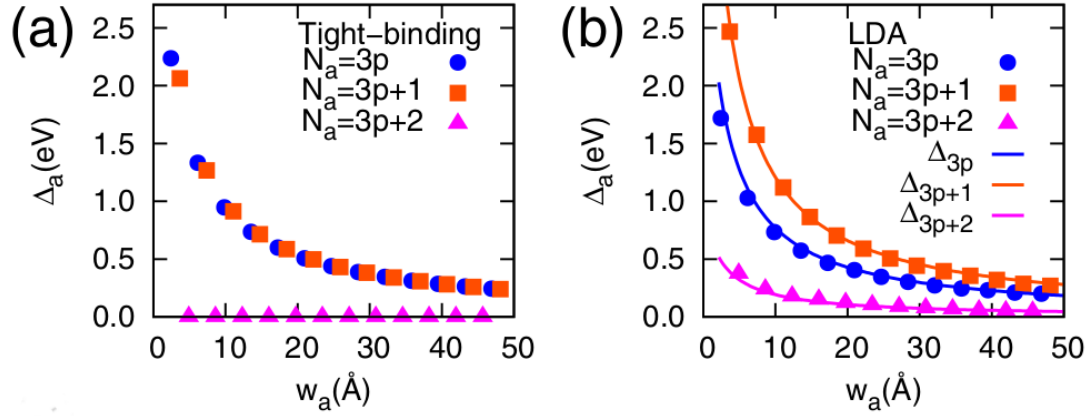 (a)
Tight-binding
Nₐ=3p
Nₐ=3p+1
Nₐ=3p+2
2.5
2.0
1.5
1.0
0.5
0.0
Δₐ(eV)
0 10 20 30 40 50
wₐ(Å)
(b)
LDA
Nₐ=3p
Nₐ=3p+1
Nₐ=3p+2
Δ₃ₚ
Δ₃ₚ₊₁
Δ₃ₚ₊₂
2.5
2.0
1.5
1.0
0.5
0.0
Δₐ(eV)
0 10 20 30 40 50
wₐ(Å)